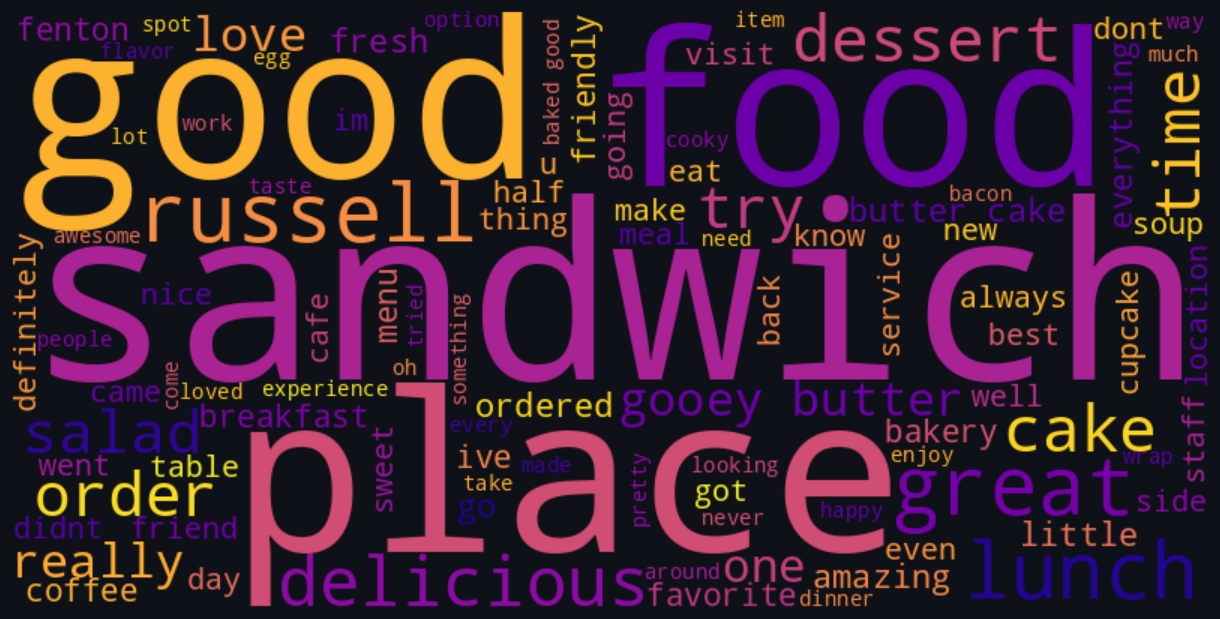 fenton
flavor
spot
love
egg
fresh
option
good
lot
work
im
baked good
friendly
u
food
item
visit
dessert
dont
way
much
going
cooky
eat
everything
time
taste
half
thing
russell
awesome
make
try
meal
need
know
butter cake
bacon
new
soup
sandwich
definitely
nice
people
cafe
menu
tried
something
back
service
always
best
cupcake
location
oh
came
come
loved
experience
ordered
gooey
butter
well
cake
staff
salad
breakfast
every
place
bakery
enjoy
wrap
went
table
sweet
ive
take
made
go
pretty
looking
got
never
happy
great
side
order
didnt
friend
really
coffee
day
delicious
around
one
favorite
dinner
amazing
even
little
lunch